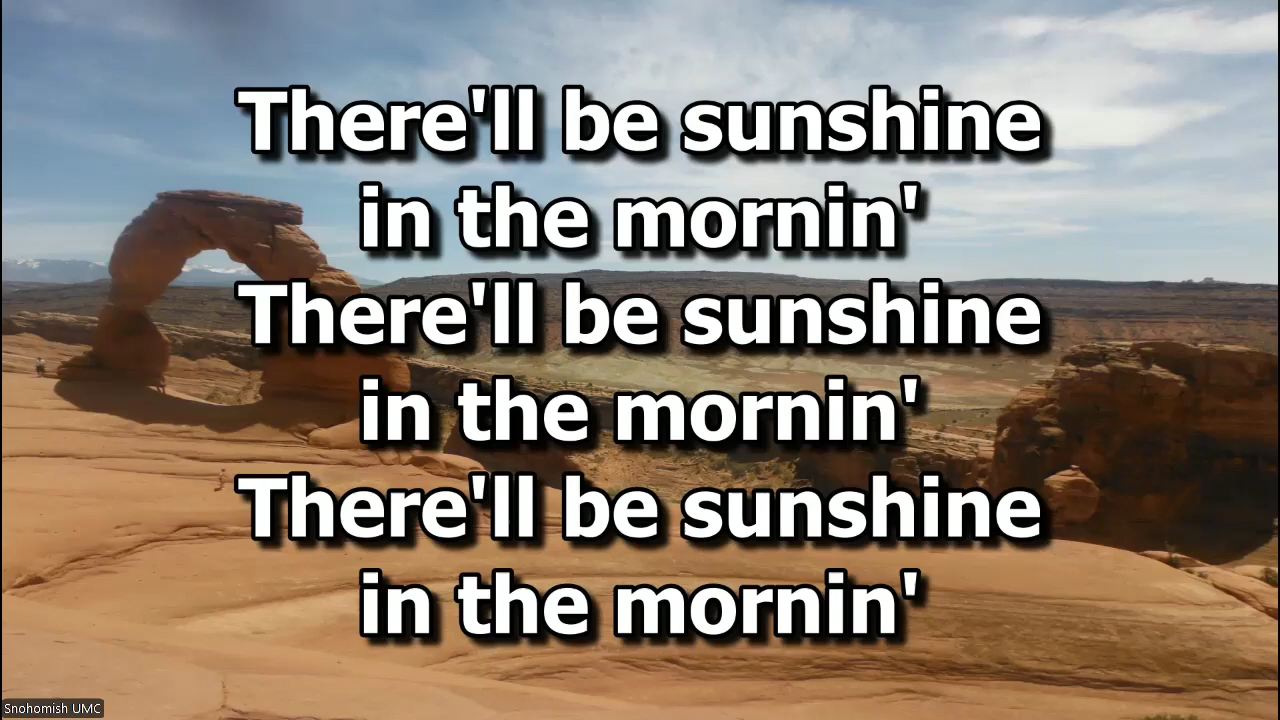 There'll be sunshine
in the mornin'
There'll be sunshine
in the mornin'
There'll be sunshine
in the mornin'
Snohomish UMC